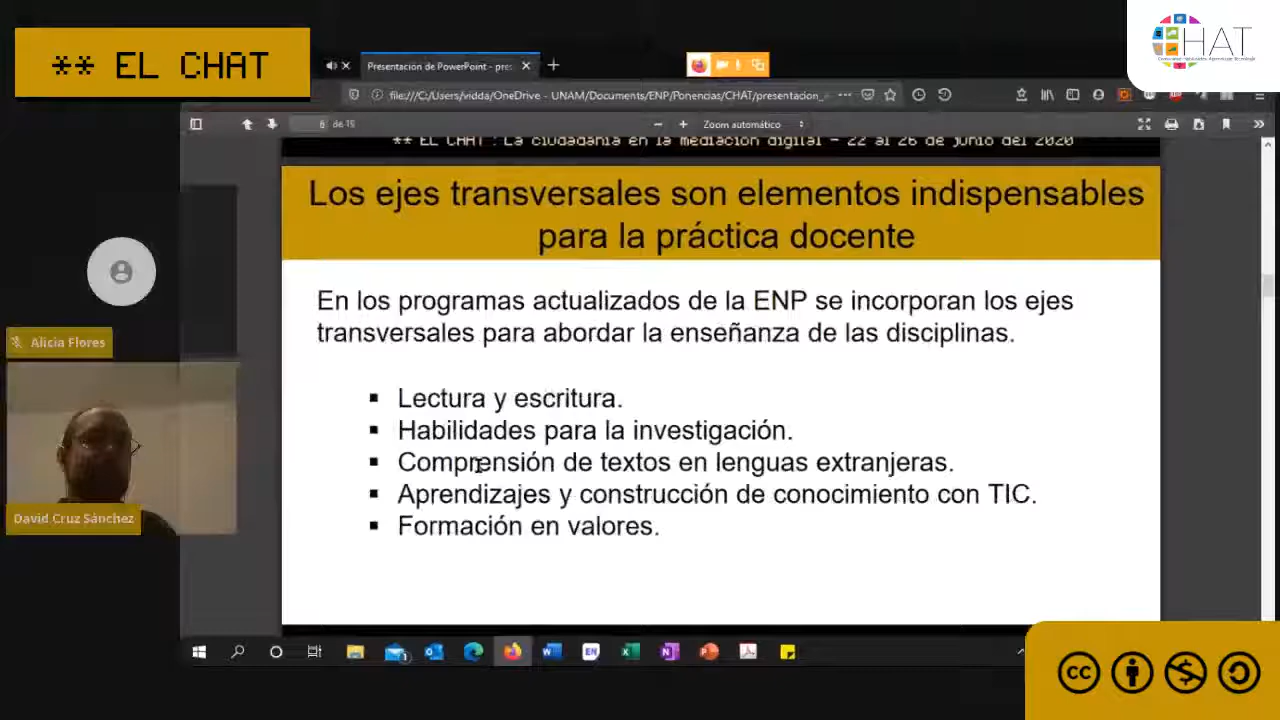 ** EL CHAT
Presentación de PowerPoint - pres
file:///C:/Users/vidda/OneDrive - UNAM/Documents/ENP/Ponencias/CHAT/presentacion_
6 de 15
Zoom automático
** EL CHAT: La ciudadanía en la mediación digital - 22 al 26 de junio del 2020
Los ejes transversales son elementos indispensables
para la práctica docente
En los programas actualizados de la ENP se incorporan los ejes
transversales para abordar la enseñanza de las disciplinas.
▪ Lectura y escritura.
▪ Habilidades para la investigación.
▪ Comprensión de textos en lenguas extranjeras.
▪ Aprendizajes y construcción de conocimiento con TIC.
▪ Formación en valores.
Alicia Flores
David Cruz Sánchez
CHAT
EN
cc